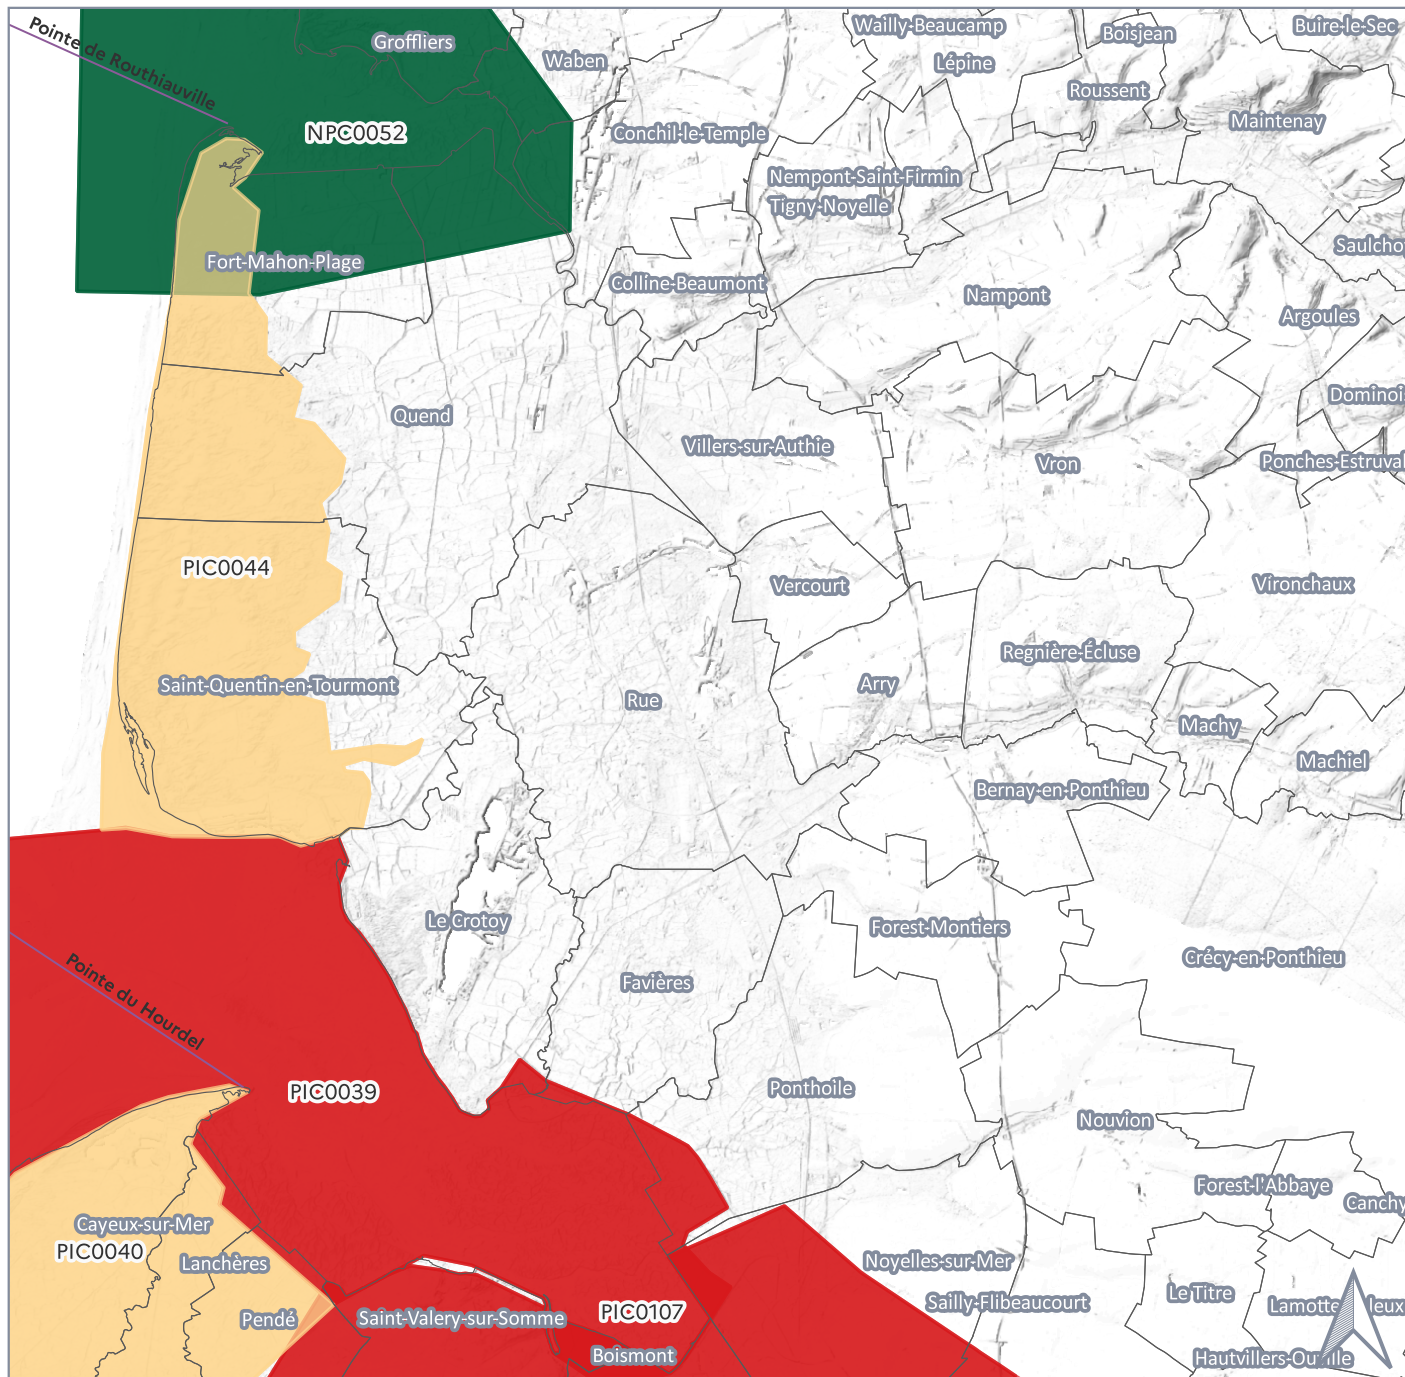 Wailly-Beaucamp
Boisjean
Buire-le-Sec
Pointe de Routhiauville
Groffliers
Waben
Lépine
Roussent
Maintenay
NPC0052
Conchil-le-Temple
Nempont-Saint-Firmin
Tigny-Noyelle
Saulchoy
Fort-Mahon-Plage
Colline-Beaumont
Nampont
Argoules
Dominois
Quend
Villers-sur-Authie
Vron
Ponches-Estruval
PIC0044
Vercourt
Vironchaux
Regnière-Écluse
Saint-Quentin-en-Tourmont
Rue
Arry
Machy
Machiel
Bernay-en-Ponthieu
Le Crotoy
Forest-Montiers
Crécy-en-Ponthieu
Favières
Pointe du Hourdel
PIC0039
Ponthoile
Nouvion
Forest-l'Abbaye
Canchy
Cayeux-sur-Mer
PIC0040
Lanchères
Noyelles-sur-Mer
Pendé
Saint-Valery-sur-Somme
PIC0107
Sailly-Flibeaucourt
Le Titre
Lamotte
Boismont
Hautvillers-Ouville